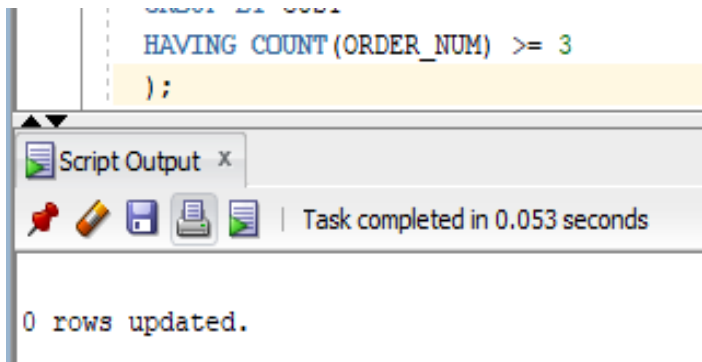 HAVING COUNT(ORDER_NUM) >= 3
);
Script Output x
Task completed in 0.053 seconds
0 rows updated.